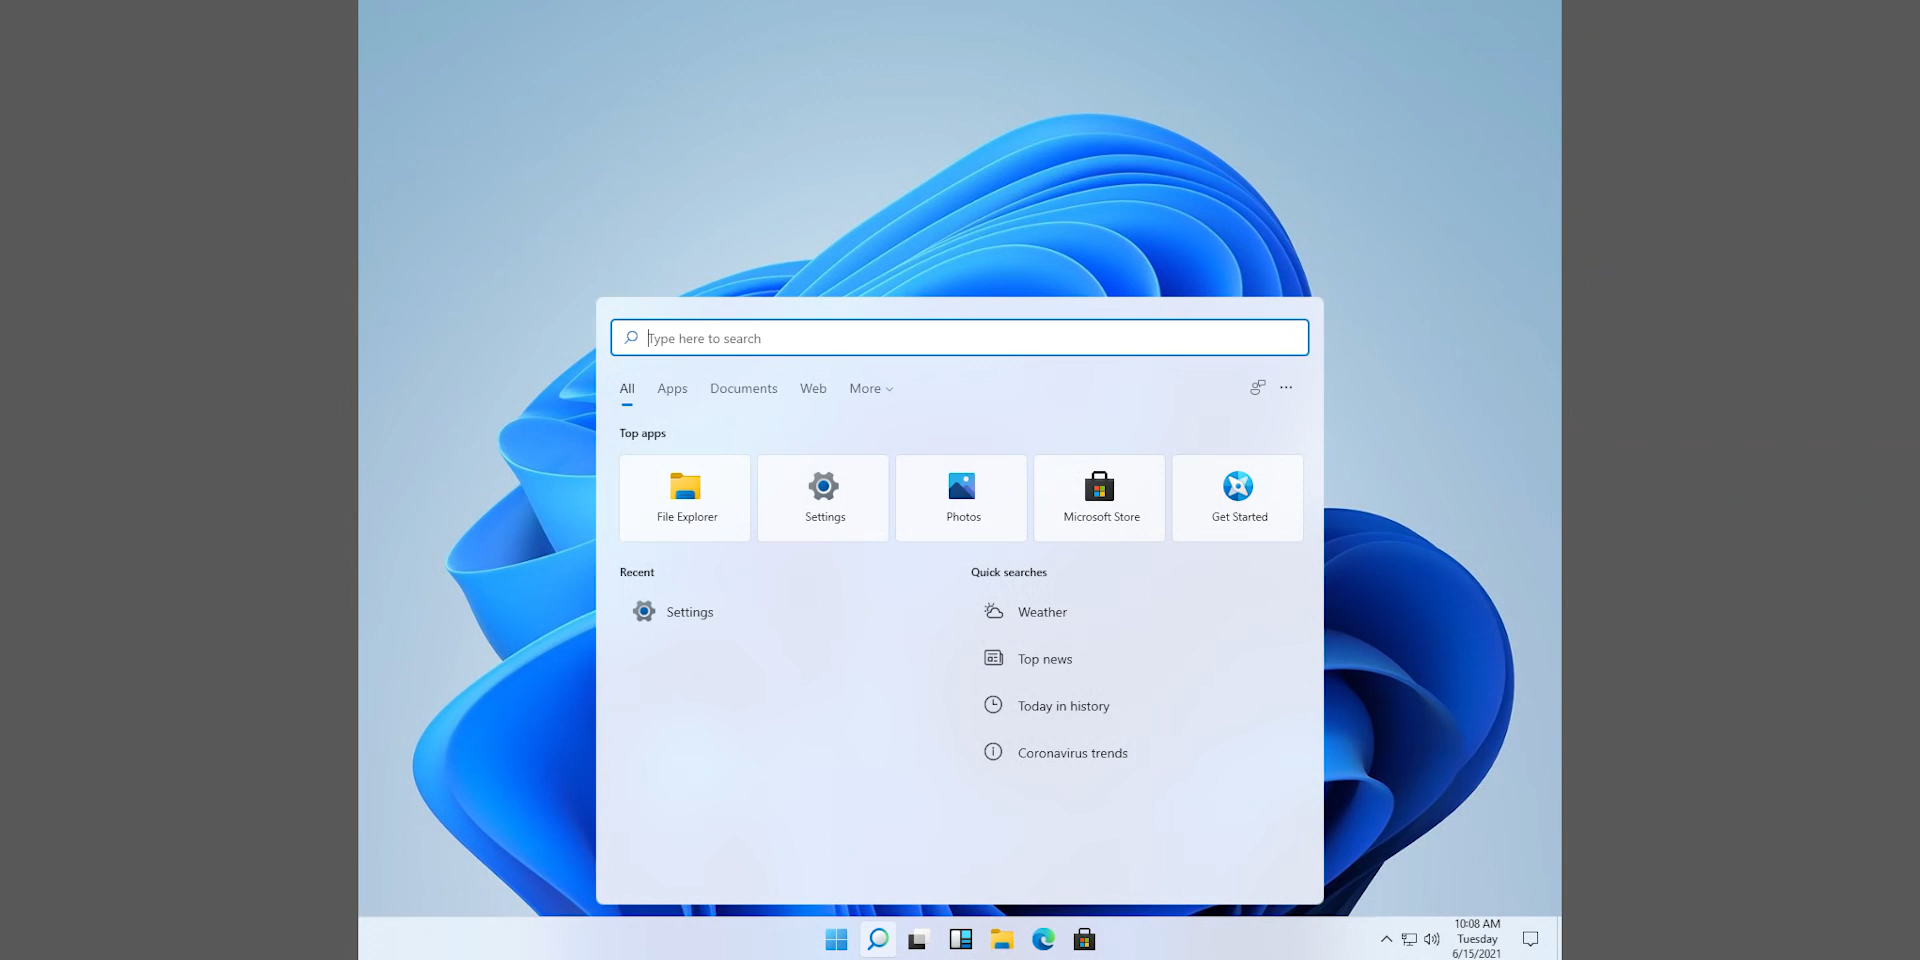 Type here to search
All Apps Documents Web More
Top apps
File Explorer Settings Photos Microsoft Store Get Started
Recent Quick searches
Settings Weather
Top news
Today in history
Coronavirus trends
10:08 AM
Tuesday
6/15/2021